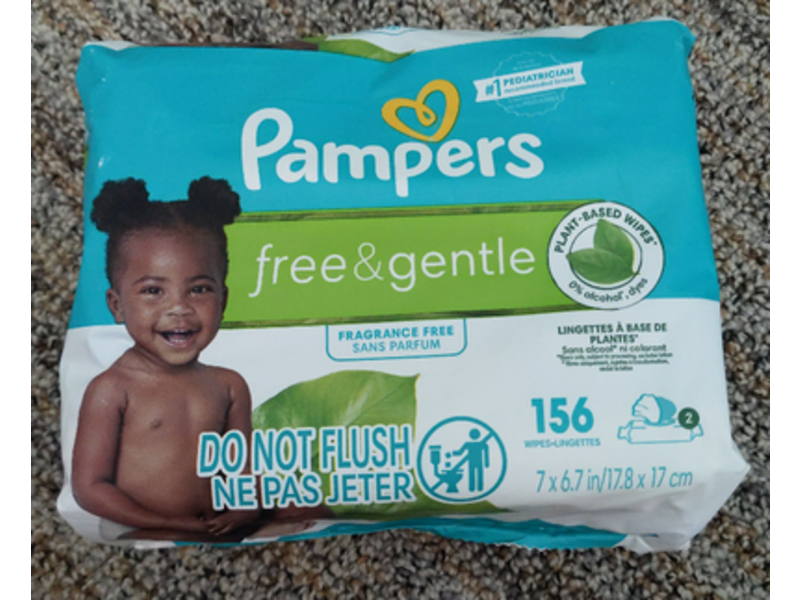 #1 PEDIATRICIAN
recommended brand
Pampers
free & gentle
PLANT-BASED WIPES*
0% alcohol*, dyes
FRAGRANCE FREE
SANS PARFUM
LINGETTES À BASE DE
PLANTES*
Sans alcool* ni colorant
156
WIPES•LINGETTES
2
DO NOT FLUSH
NE PAS JETER
7 x 6.7 in/17.8 x 17 cm